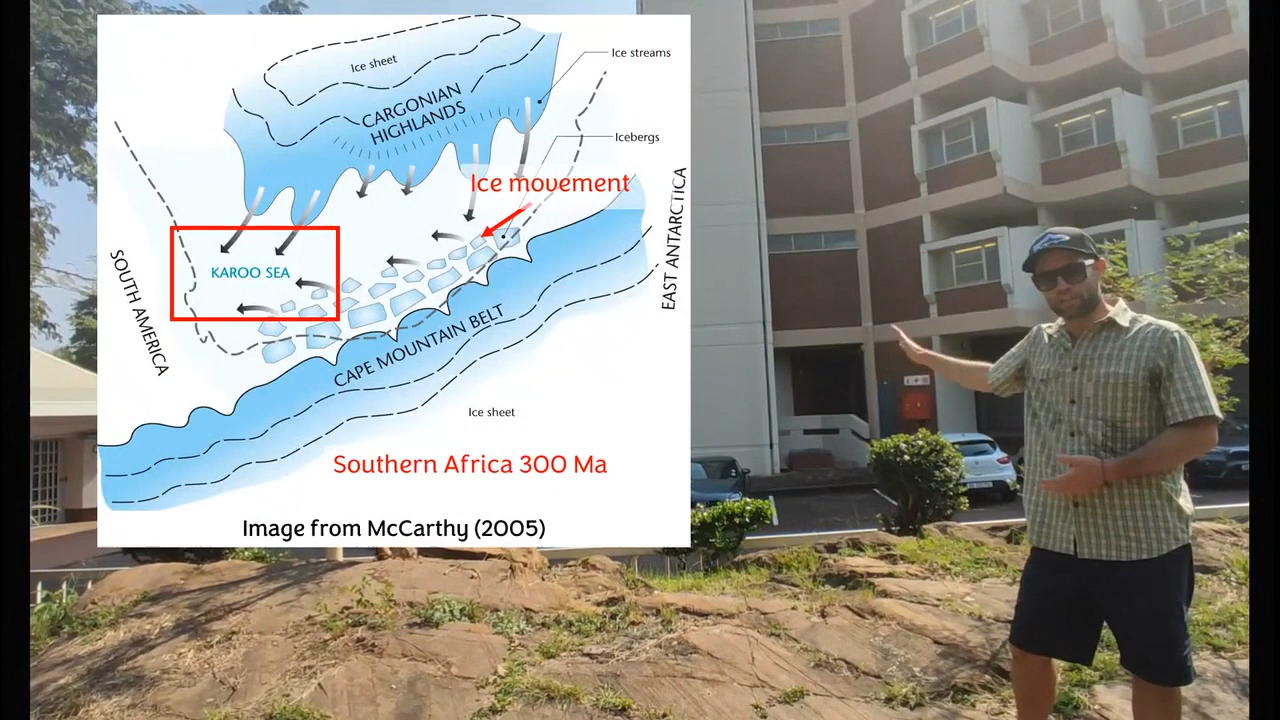 Ice sheet
Ice streams
CARGONIAN
HIGHLANDS
Icebergs
Ice movement
EAST ANTARCTICA
KAROO SEA
SOUTH AMERICA
CAPE MOUNTAIN BELT
Ice sheet
Southern Africa 300 Ma
Image from McCarthy (2005)